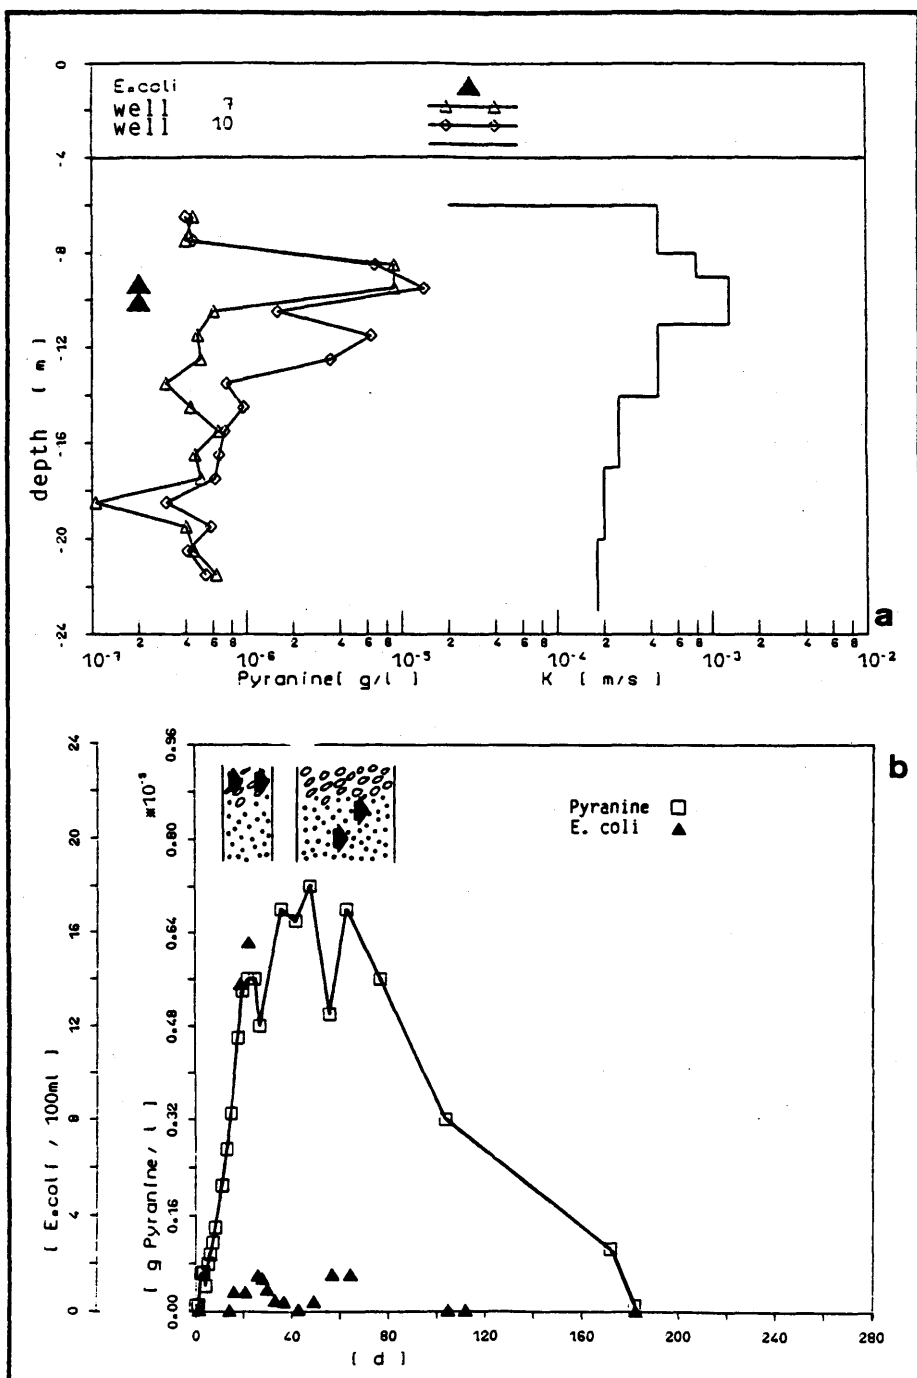 0
-4
-8
-12
-16
-20
-24
depth ( m )
E.coli
well 7
well 10
10-7 2 4 6 8 10-6 2 4 6 8 10-5 2 4 6 8 10-4 2 4 6 8 10-3 2 4 6 8 10-2
Pyranine( g/l ) K ( m/s )
a
b
24
20
16
12
8
4
0
( E.coli / 100ml )
0.96
0.80
0.64
0.48
0.32
0.16
0.00
( g Pyranine / l )
Pyranine
E. coli
0 40 80 120 160 200 240 280
( d )